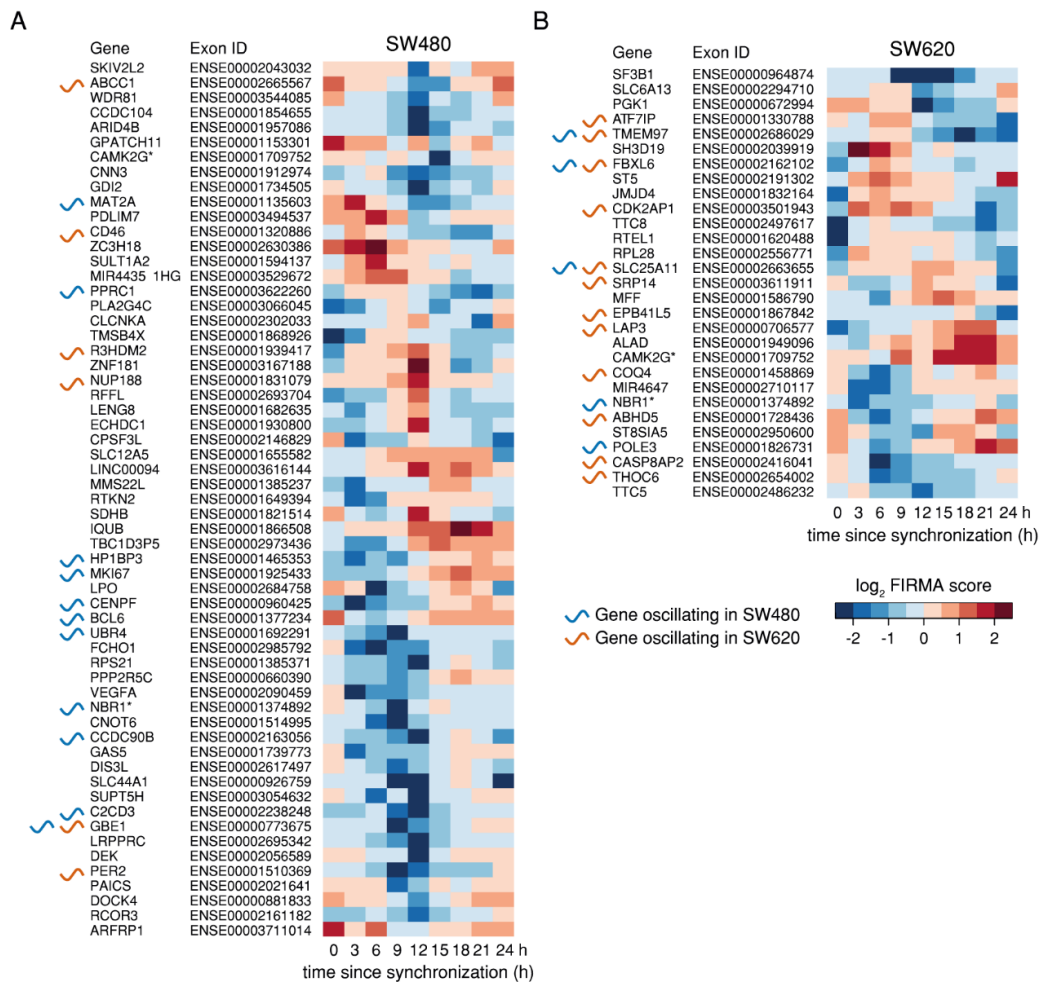 A
Gene Exon ID SW480
SKIV2L2 ENSE00002043032
ABCC1 ENSE00002665567
WDR81 ENSE00003544085
CCDC104 ENSE00001854655
ARID4B ENSE00001957086
GPATCH11 ENSE00001153301
CAMK2G* ENSE00001709752
CNN3 ENSE00001912974
GDI2 ENSE00001734505
MAT2A ENSE00001135603
PDLIM7 ENSE00003494537
CD46 ENSE00001320886
ZC3H18 ENSE00002630386
SULT1A2 ENSE00001594137
MIR4435 1HG ENSE00003529672
PPRC1 ENSE00003622260
PLA2G4C ENSE00003066045
CLCNKA ENSE00002302033
TMSB4X ENSE00001868926
R3HDM2 ENSE00001939417
ZNF181 ENSE00003167188
NUP188 ENSE00001831079
RFFL ENSE00002693704
LENG8 ENSE00001682635
ECHDC1 ENSE00001930800
CPSF3L ENSE00002146829
SLC12A5 ENSE00001655582
LINC00094 ENSE00003616144
MMS22L ENSE00001385237
RTKN2 ENSE00001649394
SDHB ENSE00001821514
IQUB ENSE00001866508
TBC1D3P5 ENSE00002973436
HP1BP3 ENSE00001465353
MKI67 ENSE00001925433
LPO ENSE00002684758
CENPF ENSE00000960425
BCL6 ENSE00001377234
UBR4 ENSE00001692291
FCHO1 ENSE00002985792
RPS21 ENSE00001385371
PPP2R5C ENSE00000660390
VEGFA ENSE00002090459
NBR1* ENSE00001374892
CNOT6 ENSE00001514995
CCDC90B ENSE00002163056
GAS5 ENSE00001739773
DIS3L ENSE00002617497
SLC44A1 ENSE00000926759
SUPT5H ENSE00003054632
C2CD3 ENSE00002238248
GBE1 ENSE00000773675
LRPPRC ENSE00002695342
DEK ENSE00002056589
PER2 ENSE00001510369
PAICS ENSE00002021641
DOCK4 ENSE00000881833
RCOR3 ENSE00002161182
ARFRP1 ENSE00003711014
0 3 6 9 12 15 18 21 24 h
time since synchronization (h)
B
Gene Exon ID SW620
SF3B1 ENSE00000964874
SLC6A13 ENSE00002294710
PGK1 ENSE00000672994
ATF7IP ENSE00001330788
TMEM97 ENSE00002686029
SH3D19 ENSE00002039919
FBXL6 ENSE00002162102
ST5 ENSE00002191302
JMJD4 ENSE00001832164
CDK2AP1 ENSE00003501943
TTC8 ENSE00002497617
RTEL1 ENSE00001620488
RPL28 ENSE00002556771
SLC25A11 ENSE00002663655
SRP14 ENSE00003611911
MFF ENSE00001586790
EPB41L5 ENSE00001867842
LAP3 ENSE00000706577
ALAD ENSE00001949096
CAMK2G* ENSE00001709752
COQ4 ENSE00001458869
MIR4647 ENSE00002710117
NBR1* ENSE00001374892
ABHD5 ENSE00001728436
ST8SIA5 ENSE00002950600
POLE3 ENSE00001826731
CASP8AP2 ENSE00002416041
THOC6 ENSE00002654002
TTC5 ENSE00002486232
0 3 6 9 12 15 18 21 24 h
time since synchronization (h)
log2 FIRMA score
-2 -1 0 1 2
Gene oscillating in SW480
Gene oscillating in SW620